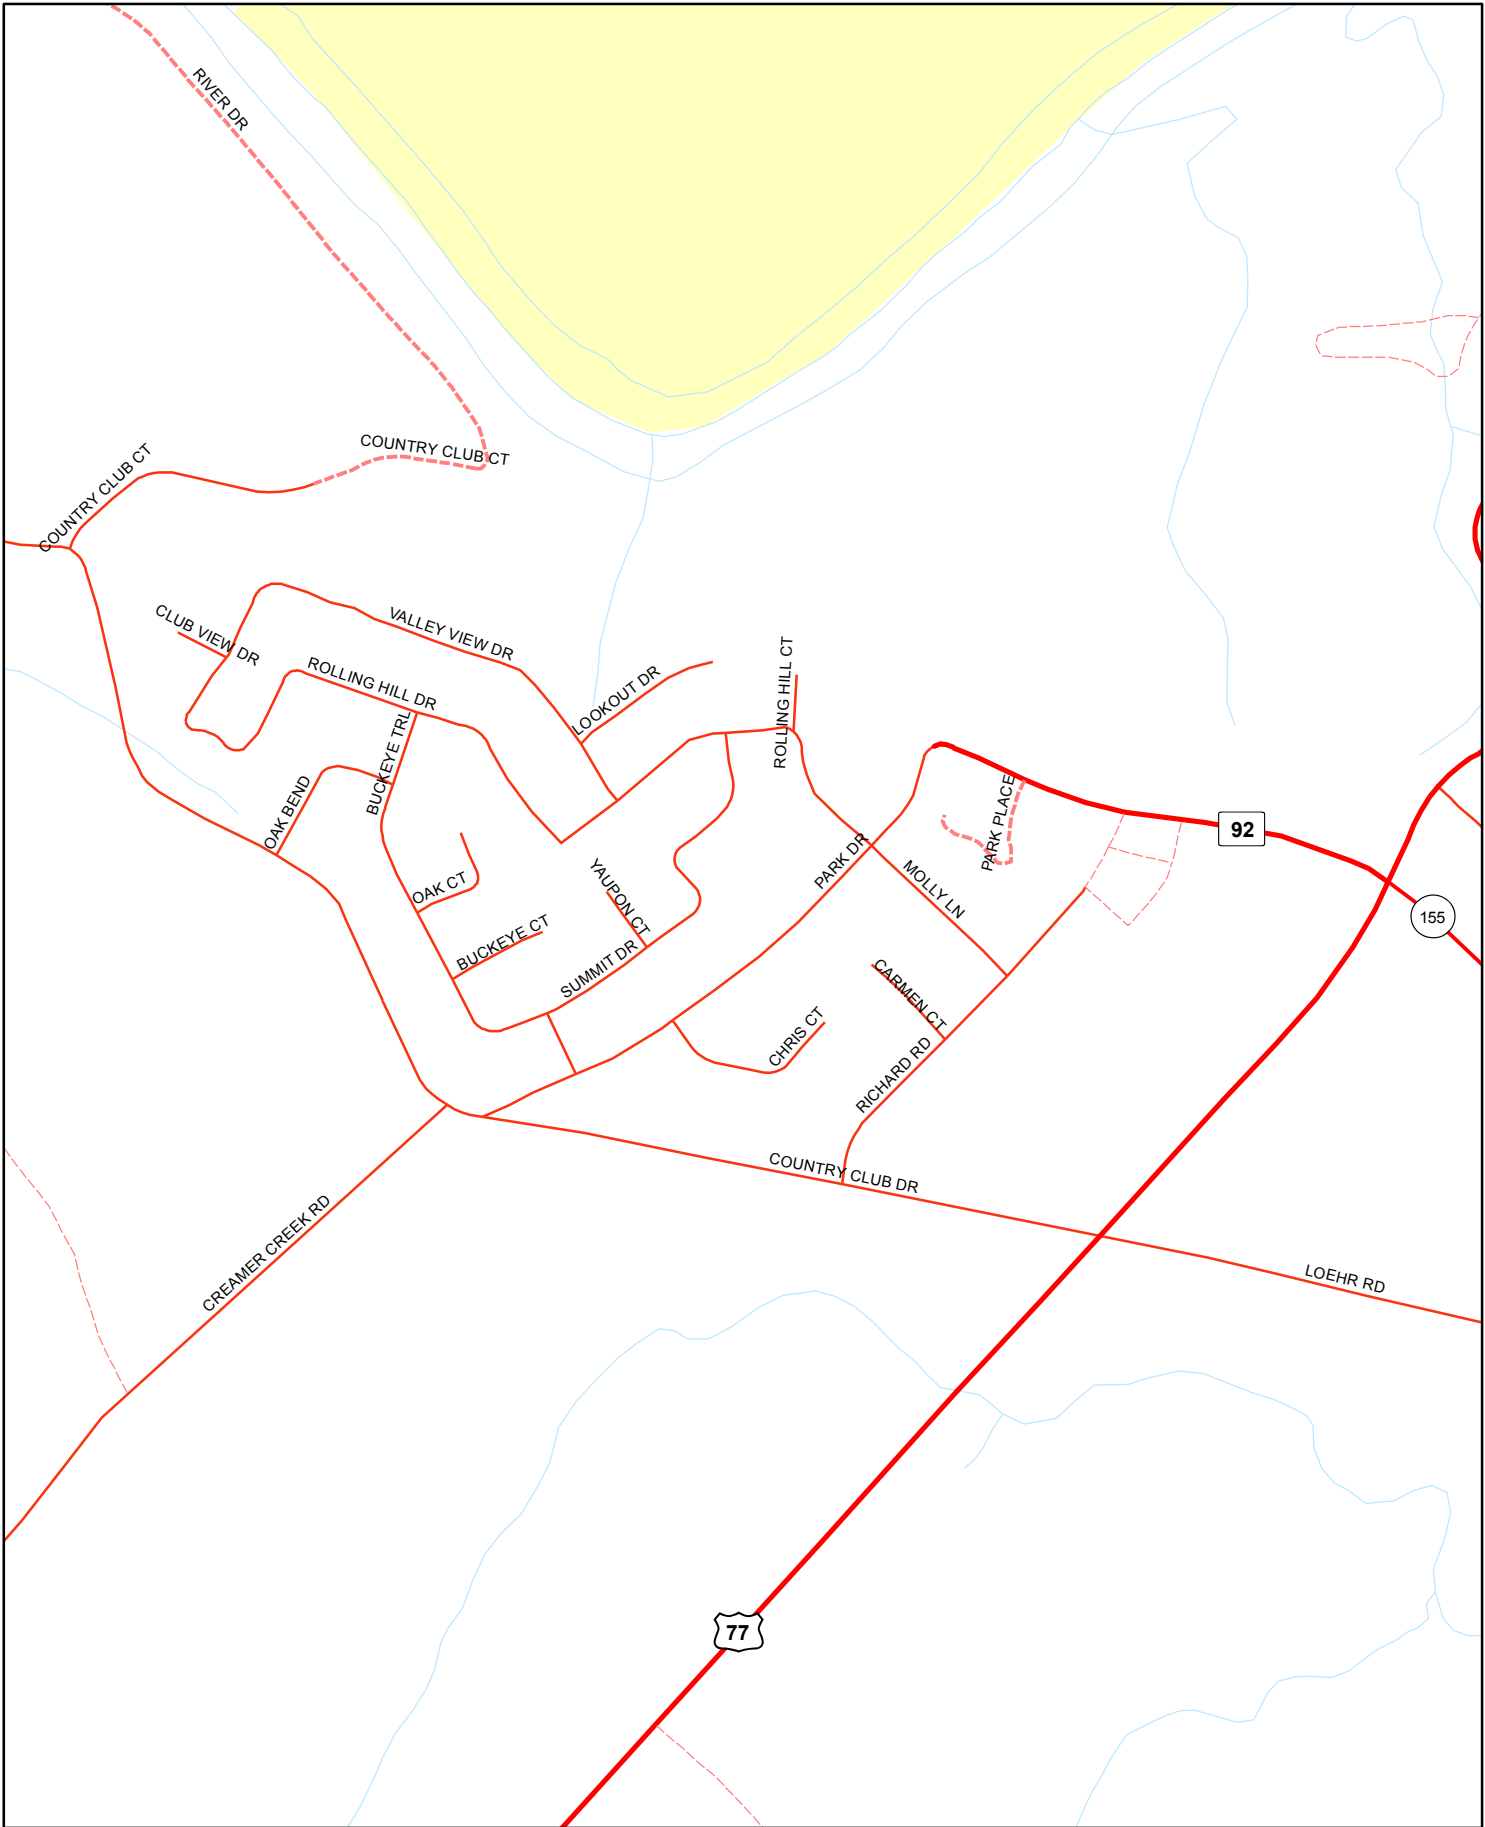 RIVER DR
COUNTRY CLUB CT
COUNTRY CLUB CT
CLUB VIEW DR
VALLEY VIEW DR
ROLLING HILL DR
LOOKOUT DR
ROLLING HILL CT
BUCKEYE TRL
OAK BEND
PARK PLACE
92
PARK DR
MOLLY LN
OAK CT
YAUPON CT
155
BUCKEYE CT
SUMMIT DR
CARMEN CT
CHRIS CT
RICHARD RD
COUNTRY CLUB DR
CREAMER CREEK RD
LOEHR RD
77